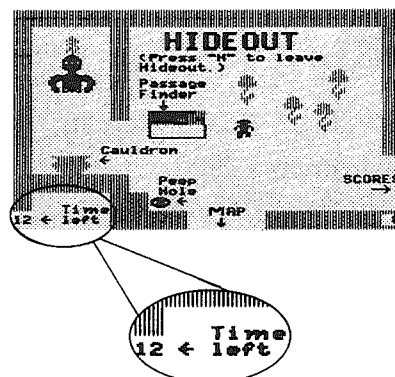 HIDEOUT
(Press "H" to leave
Hideout.)
Passage
Finder
Cauldron
Peep
Hole
SCORES
MAP
Time
12 ← left
Time
12 ← left